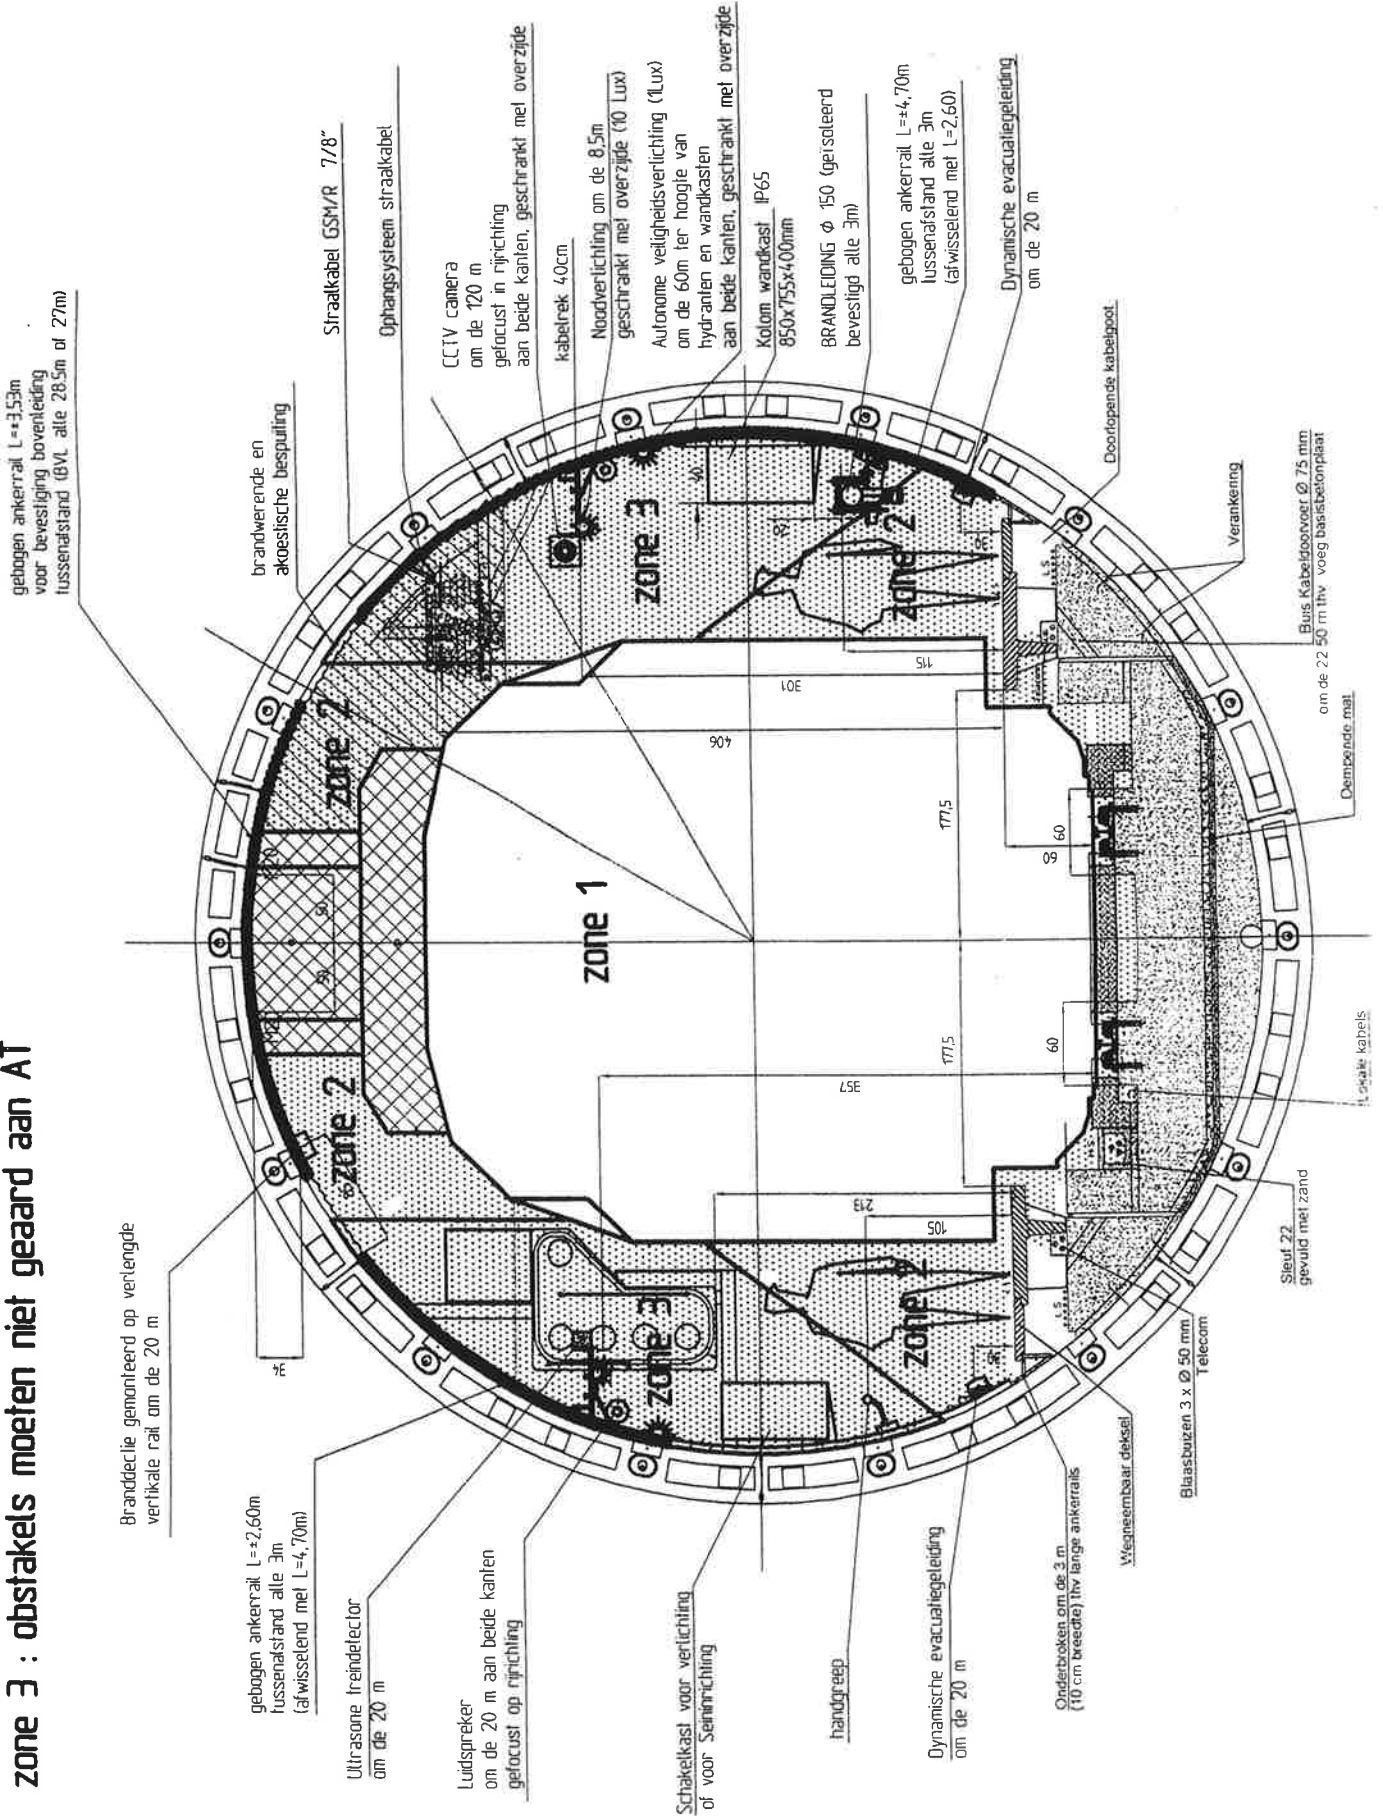 zone 3 : obstakels moeten niet geaard aan AT
gebogen ankerrail L=±3,53m
voor bevestiging bovenleiding
tussenafstand (BVL alle 28.5m of 27m)
brandwerende en
akoestische bespuiting
Straalkabel GSM/R 7/8"
Ophangsysteem straalkabel
CCTV camera
om de 120 m
gefocust in rijrichting
aan beide kanten, geschrankt met overzijde
kabelrek 40cm
Noodverlichting om de 8,5m
geschrankt met overzijde (10 Lux)
Autonome veiligheidsverlichting (1Lux)
om de 60m ter hoogte van
hydranten en wandkasten
aan beide kanten, geschrankt met overzijde
Kolom wandkast IP65
850x755x400mm
BRANDLEIDING ϕ 150 (geïsoleerd
bevestigd alle 3m)
gebogen ankerrail L=±4,70m
tussenafstand alle 3m
(afwisselend met L=2,60)
Dynamische evacuatiegeleiding
om de 20 m
Doorlopende kabelgoot
Verankering
Buis Kabeldoorvoer Ø 75 mm
om de 22 50 m thv voeg basisbetonplaat
Dempende mat
Lokale kabels
Sleuf 22
gevuld met zand
Blaasbuizen 3 x Ø 50 mm
Telecom
Wegneembaar deksel
Onderbroken om de 3 m
(10 cm breedte) thv lange ankerrails
Dynamische evacuatiegeleiding
om de 20 m
handgreep
Schakelkast voor verlichting
of voor Seininrichting
Luidspreker
om de 20 m aan beide kanten
gefocust op rijrichting
Ultrasone treindetector
om de 20 m
gebogen ankerrail L=±2,60m
tussenafstand alle 3m
(afwisselend met L=4,70m)
Branddeclie gemonteerd op verlengde
vertikale rail om de 20 m
zone 2
zone 2
zone 3
zone 2
zone 1
zone 3
zone 2
34
50
50
40
115
301
406
177,5
60
60
177,5
60
357
213
105
LS
LS